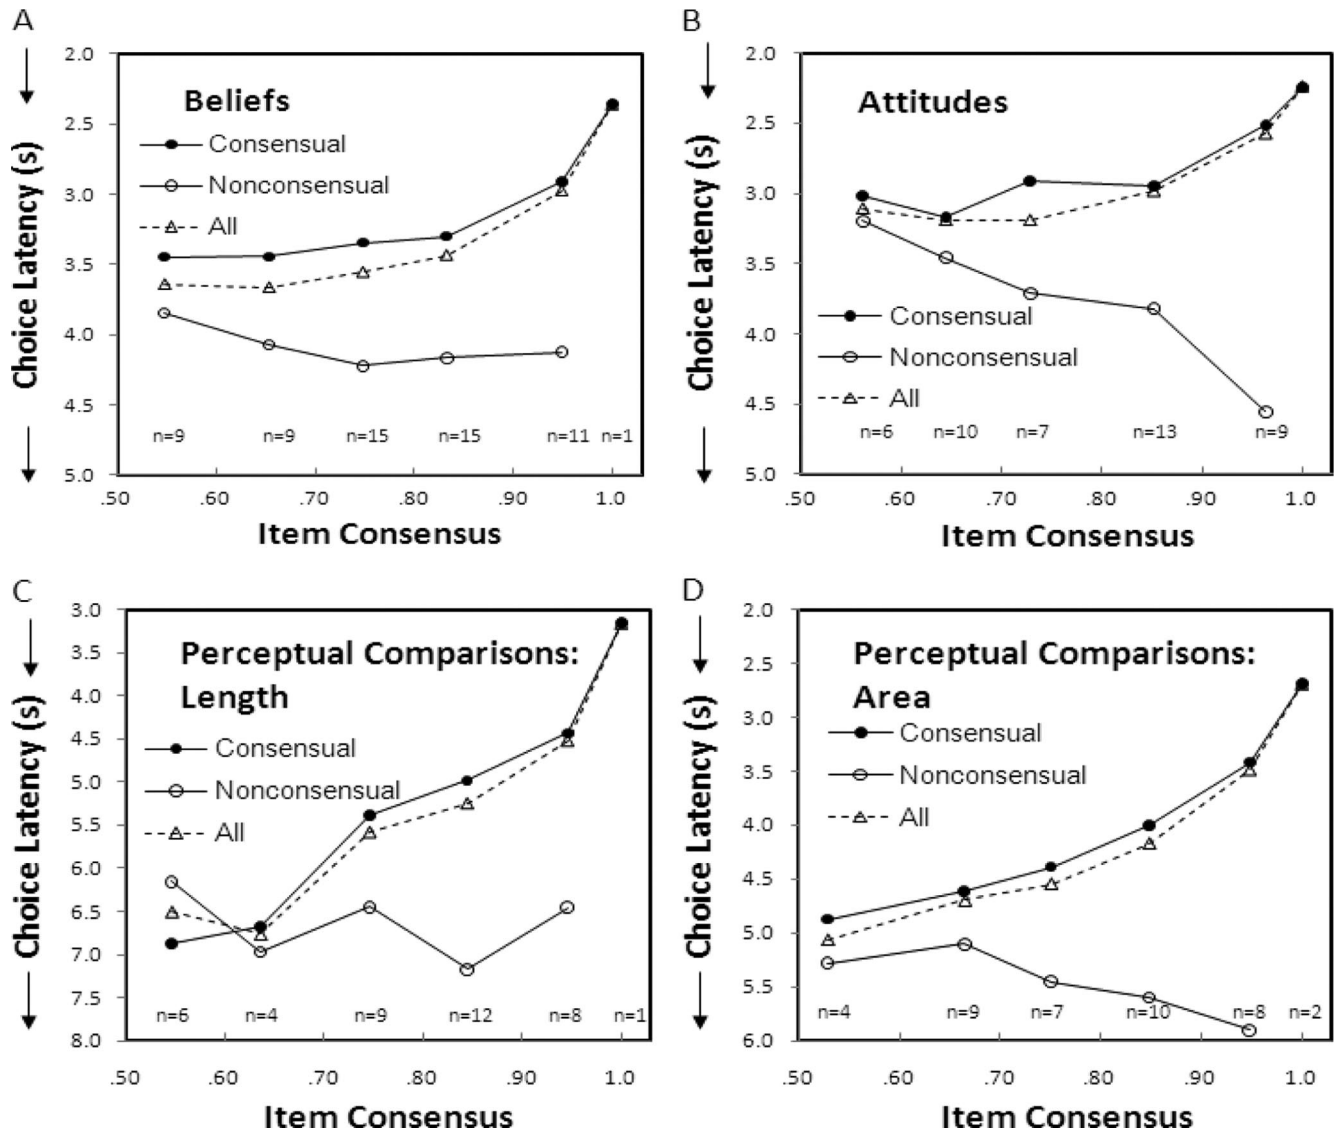 A
Choice Latency (s)
2.0
2.5
3.0
3.5
4.0
4.5
5.0
Beliefs
Consensual
Nonconsensual
All
n=9 n=9 n=15 n=15 n=11 n=1
.50 .60 .70 .80 .90 1.0
Item Consensus
B
Choice Latency (s)
2.0
2.5
3.0
3.5
4.0
4.5
5.0
Attitudes
Consensual
Nonconsensual
All
n=6 n=10 n=7 n=13 n=9
.50 .60 .70 .80 .90 1.0
Item Consensus
C
Choice Latency (s)
3.0
3.5
4.0
4.5
5.0
5.5
6.0
6.5
7.0
7.5
8.0
Perceptual Comparisons:
Length
Consensual
Nonconsensual
All
n=6 n=4 n=9 n=12 n=8 n=1
.50 .60 .70 .80 .90 1.0
Item Consensus
D
Choice Latency (s)
2.0
2.5
3.0
3.5
4.0
4.5
5.0
5.5
6.0
Perceptual Comparisons:
Area
Consensual
Nonconsensual
All
n=4 n=9 n=7 n=10 n=8 n=2
.50 .60 .70 .80 .90 1.0
Item Consensus